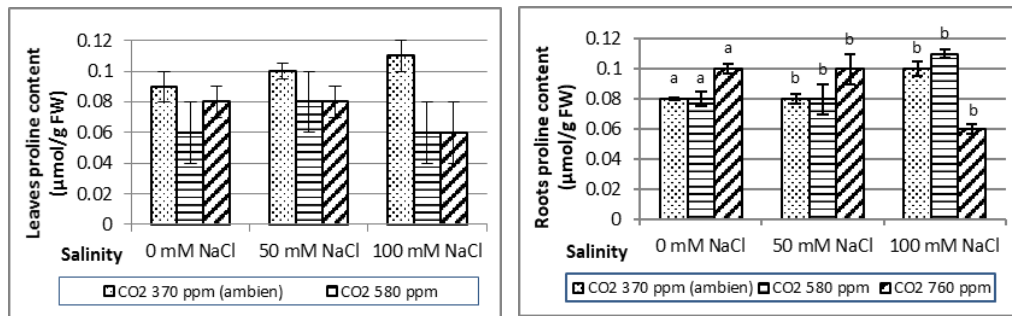 Leaves proline content
(µmol/g FW)
0.12
0.1
0.08
0.06
0.04
0.02
0
Salinity
0 mM NaCl 50 mM NaCl 100 mM NaCl
CO2 370 ppm (ambien) CO2 580 ppm
Roots proline content
(µmol/g FW)
0.12
0.1
0.08
0.06
0.04
0.02
0
a a a b b b b b b
Salinity
0 mM NaCl 50 mM NaCl 100 mM NaCl
CO2 370 ppm (ambien) CO2 580 ppm CO2 760 ppm